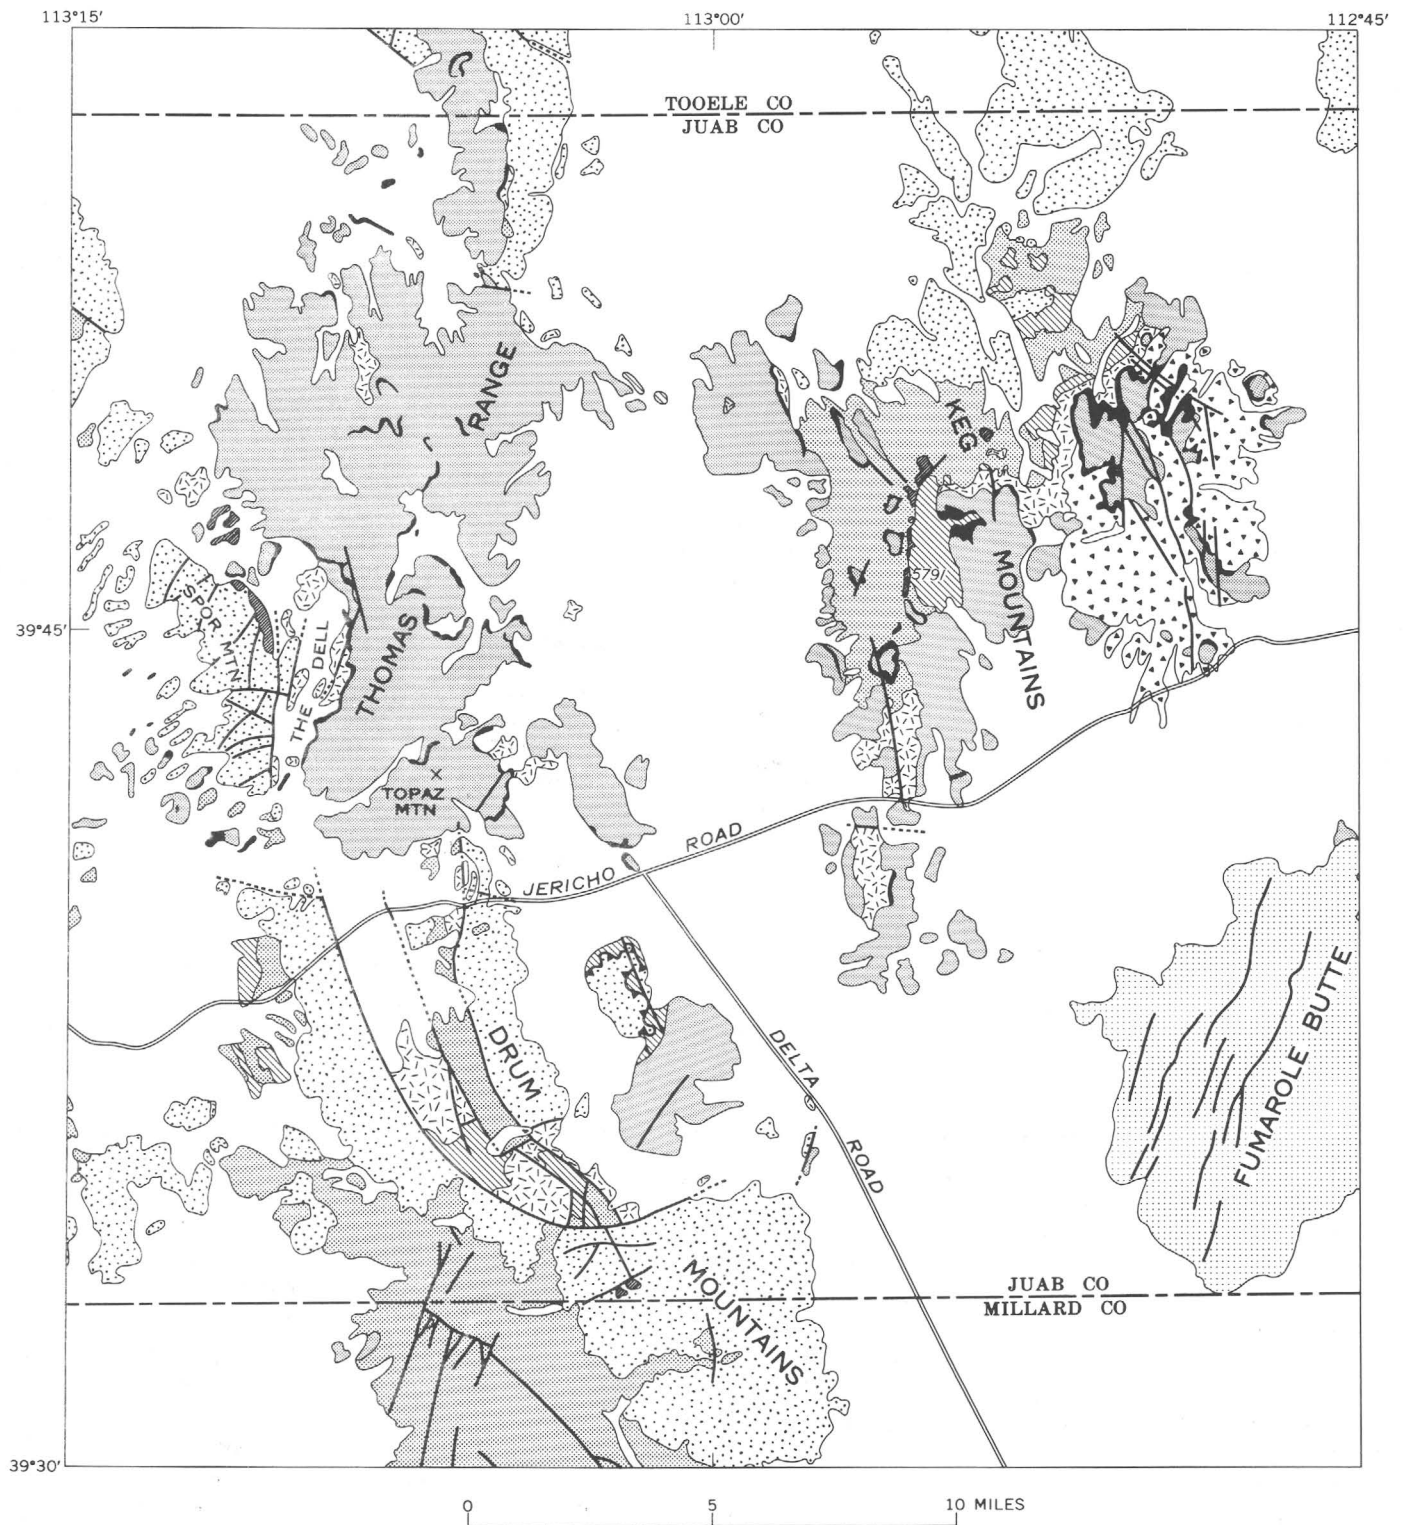 113°15′
113°00′
112°45′
TOOELE CO
JUAB CO
RANGE
KEG
579
MOUNTAINS
39°45′
SPOR MTN
THE DELL
THOMAS
TOPAZ
MTN
JERICHO ROAD
DRUM
DELTA ROAD
FUMAROLE BUTTE
JUAB CO
MILLARD CO
MOUNTAINS
39°30′
0 5 10 MILES